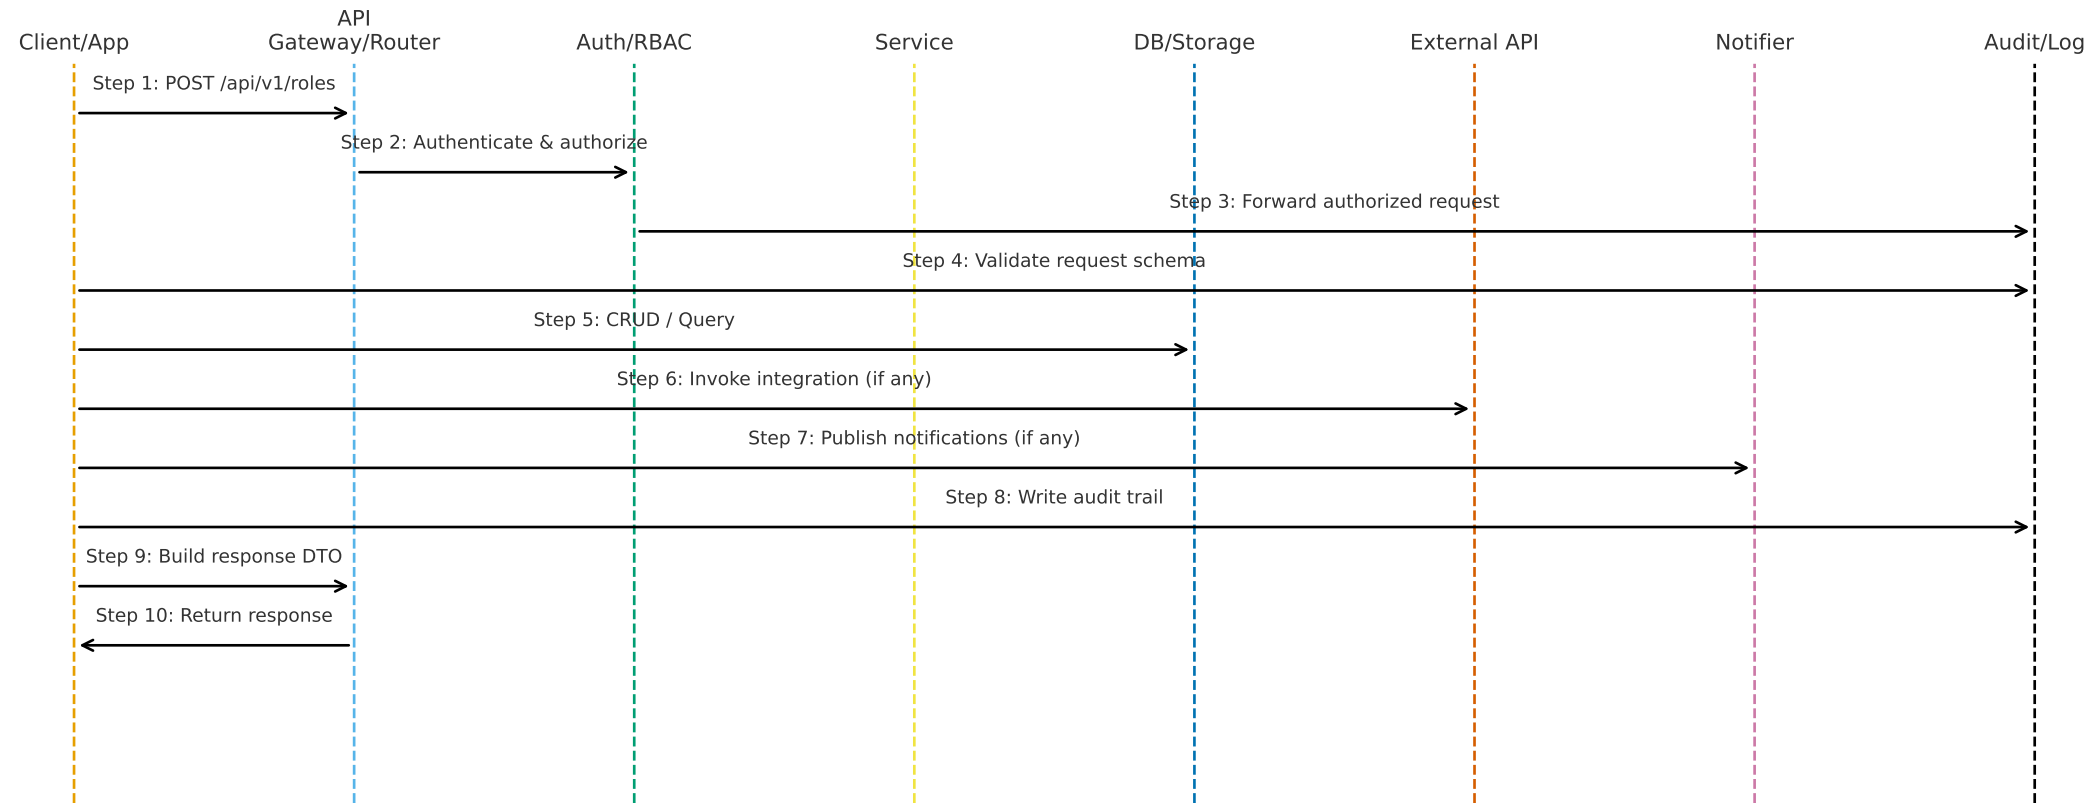 API
Client/App
Gateway/Router
Auth/RBAC
Service
DB/Storage
External API
Notifier
Audit/Log
Step 1: POST /api/v1/roles
Step 2: Authenticate & authorize
Step 3: Forward authorized request
Step 4: Validate request schema
Step 5: CRUD / Query
Step 6: Invoke integration (if any)
Step 7: Publish notifications (if any)
Step 8: Write audit trail
Step 9: Build response DTO
Step 10: Return response